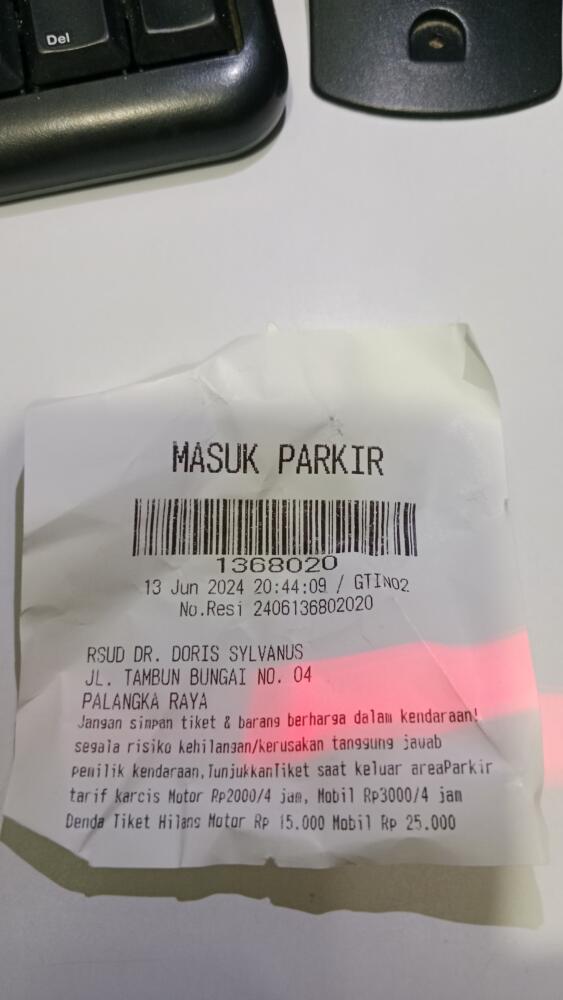 Del
MASUK PARKIR
1368020
13 Jun 2024 20:44:09 / GTIN02
No.Resi 2406136802020
RSUD DR. DORIS SYLVANUS
JL. TAMBUN BUNGAI NO. 04
PALANGKA RAYA
Jangan simpan tiket & barang berharga dalam kendaraan!
segala risiko kehilangan/kerusakan tanggung jawab
pemilik kendaraan,TunjukkanTiket saat keluar areaParkir
tarif karcis Motor Rp2000/4 jam, Mobil Rp3000/4 jam
Denda Tiket Hilang Motor Rp 15.000 Mobil Rp 25.000